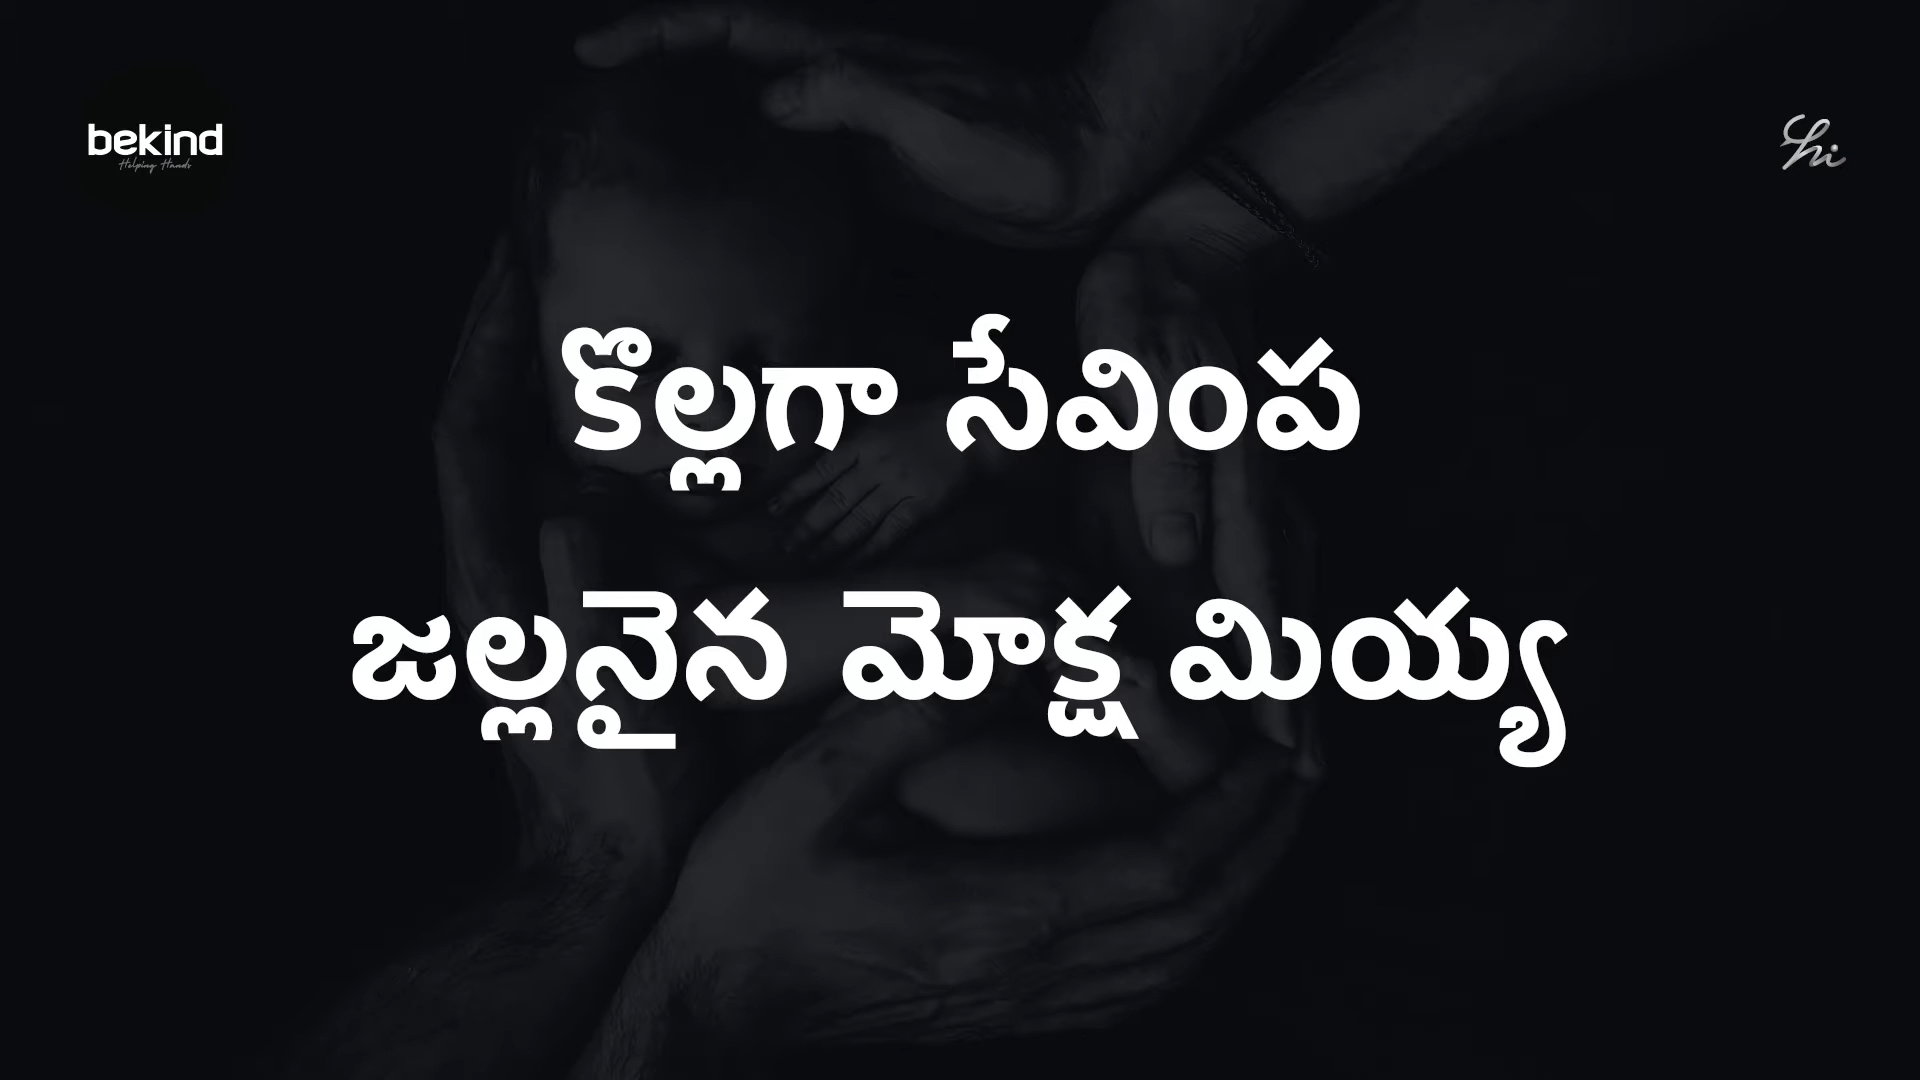 bekind
Helping Hands
కొల్లగా సేవింప
జల్లనైన మోక్ష మియ్య